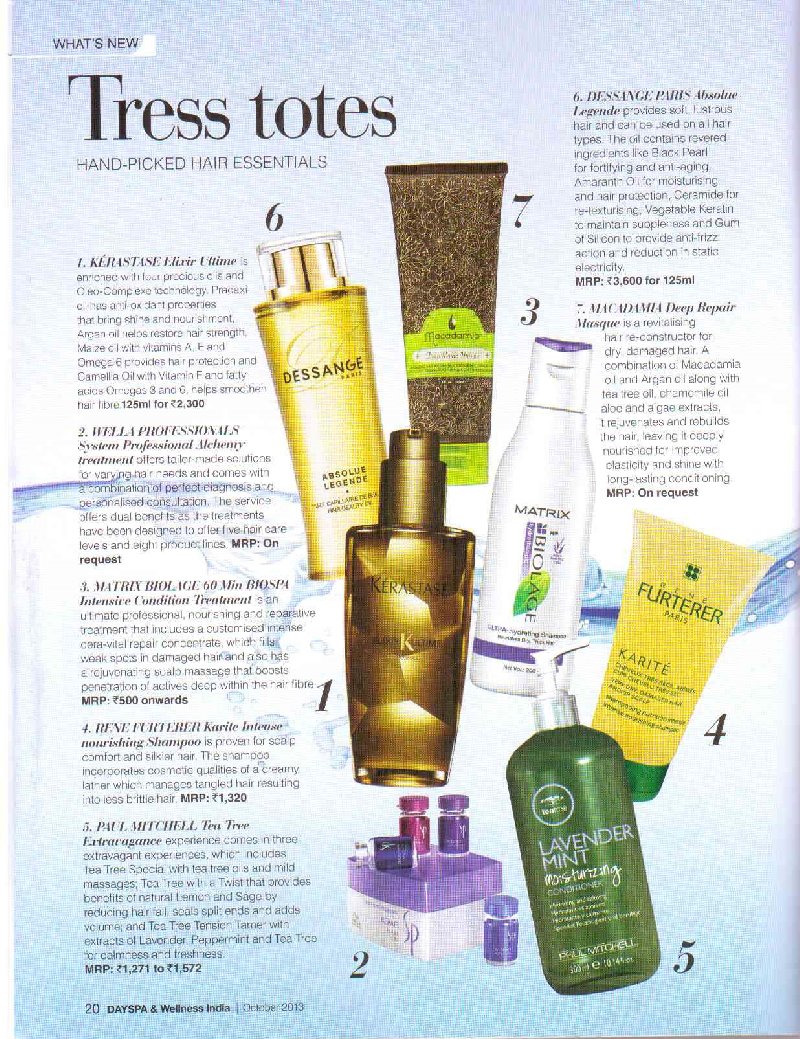 WHAT'S NEW
Tress totes
HAND-PICKED HAIR ESSENTIALS
1. KÉRASTASE Elixir Ultime is
enriched with four precious oils and
Oleo-Complexe technology. Pracaxi
oil has anti-oxidant properties
that bring shine and nourishment.
Argan oil helps restore hair strength,
Maize oil with vitamins A, E and
Omega 6 provides hair protection and
Camellia Oil with Vitamin F and fatty
acids Omegas 3 and 6, helps smoothen
hair fibre. 125ml for ₹2,300
2. WELLA PROFESSIONALS
System Professional Alchemy
treatment offers tailor-made solutions
for varying hair needs and comes with
a combination of perfect diagnosis and
personalised consultation. The service
offers dual benefits as the treatments
have been designed to offer five hair care
levels and eight product lines. MRP: On
request
3. MATRIX BIOLAGE 60 Min BIOSPA
Intensive Condition Treatment is an
ultimate professional, nourishing and reparative
treatment that includes a customised intense
cera-vital repair concentrate, which fills
weak spots in damaged hair and also has
a rejuvenating scalp massage that boosts
penetration of actives deep within the hair fibre.
MRP: ₹500 onwards
4. RENE FURTERER Karite Intense
nourishing Shampoo is proven for scalp
comfort and silkier hair. The shampoo
incorporates cosmetic qualities of a creamy
lather which manages tangled hair resulting
into less brittle hair. MRP: ₹1,320
5. PAUL MITCHELL Tea Tree
Extravagance experience comes in three
extravagant experiences, which includes
Tea Tree Special with tea tree oils and mild
massages; Tea Tree with a Twist that provides
benefits of natural Lemon and Sage by
reducing hair fall, seals split ends and adds
volume; and Tea Tree Tension Tamer with
extracts of Lavender, Peppermint and Tea Tree
for calmness and freshness.
MRP: ₹1,271 to ₹1,572
6. DESSANGE PARIS Absolue
Legende provides soft, lustrous
hair and can be used on all hair
types. The oil contains revered
ingredients like Black Pearl
for fortifying and anti-aging,
Amaranth Oil for moisturising
and hair protection, Ceramide for
re-texturising, Vegetable Keratin
to maintain suppleness and Gum
of Silicon to provide anti-frizz
action and reduction in static
electricity.
MRP: ₹3,600 for 125ml
7. MACADAMIA Deep Repair
Masque is a revitalising
hair re-constructor for
dry, damaged hair. A
combination of Macadamia
oil and Argan oil along with
tea tree oil, chamomile oil
aloe and algae extracts,
it rejuvenates and rebuilds
the hair, leaving it deeply
nourished for improved
elasticity and shine with
long-lasting conditioning.
MRP: On request
6
7
3
1
4
2
5
DESSANGE
PARIS
ABSOLUE
LEGENDE
Macadamia
KÉRASTASE
K
MATRIX
BIOLAGE
RENE
FURTERER
PARIS
KARITÉ
SP
LAVENDER
MINT
moisturizing
CONDITIONER
PAUL MITCHELL
20 DAYSPA & Wellness India | October 2013